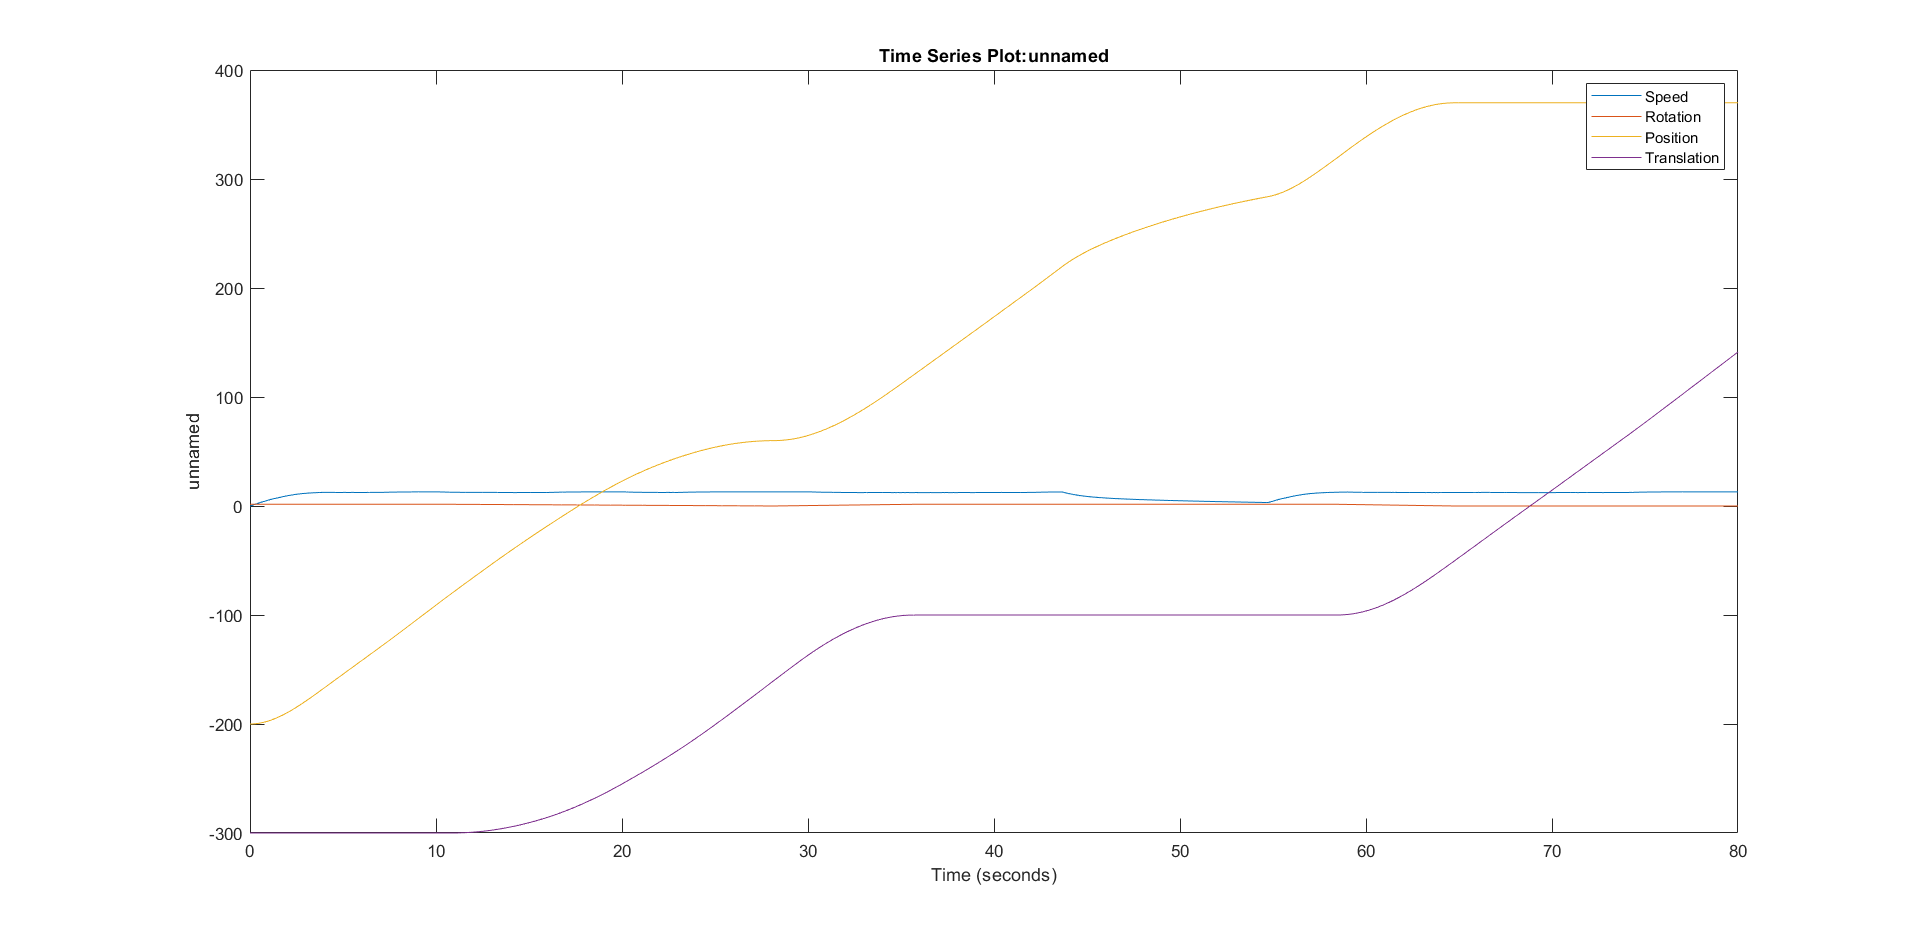 Time Series Plot:unnamed
400
300
200
100
0
-100
-200
-300
unnamed
Speed
Rotation
Position
Translation
0 10 20 30 40 50 60 70 80
Time (seconds)